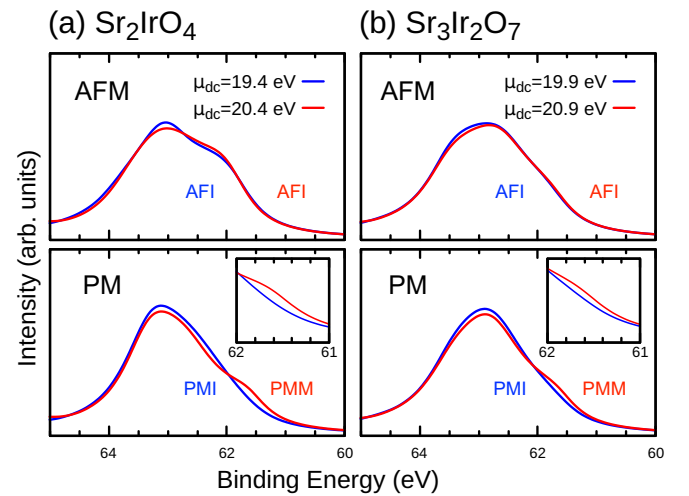 (a) Sr₂IrO₄
(b) Sr₃Ir₂O₇
AFM
μdc=19.4 eV
μdc=20.4 eV
AFI
AFI
AFM
μdc=19.9 eV
μdc=20.9 eV
AFI
AFI
Intensity (arb. units)
PM
62
61
PMI
PMM
PM
62
61
PMI
PMM
64
62
60
64
62
60
Binding Energy (eV)